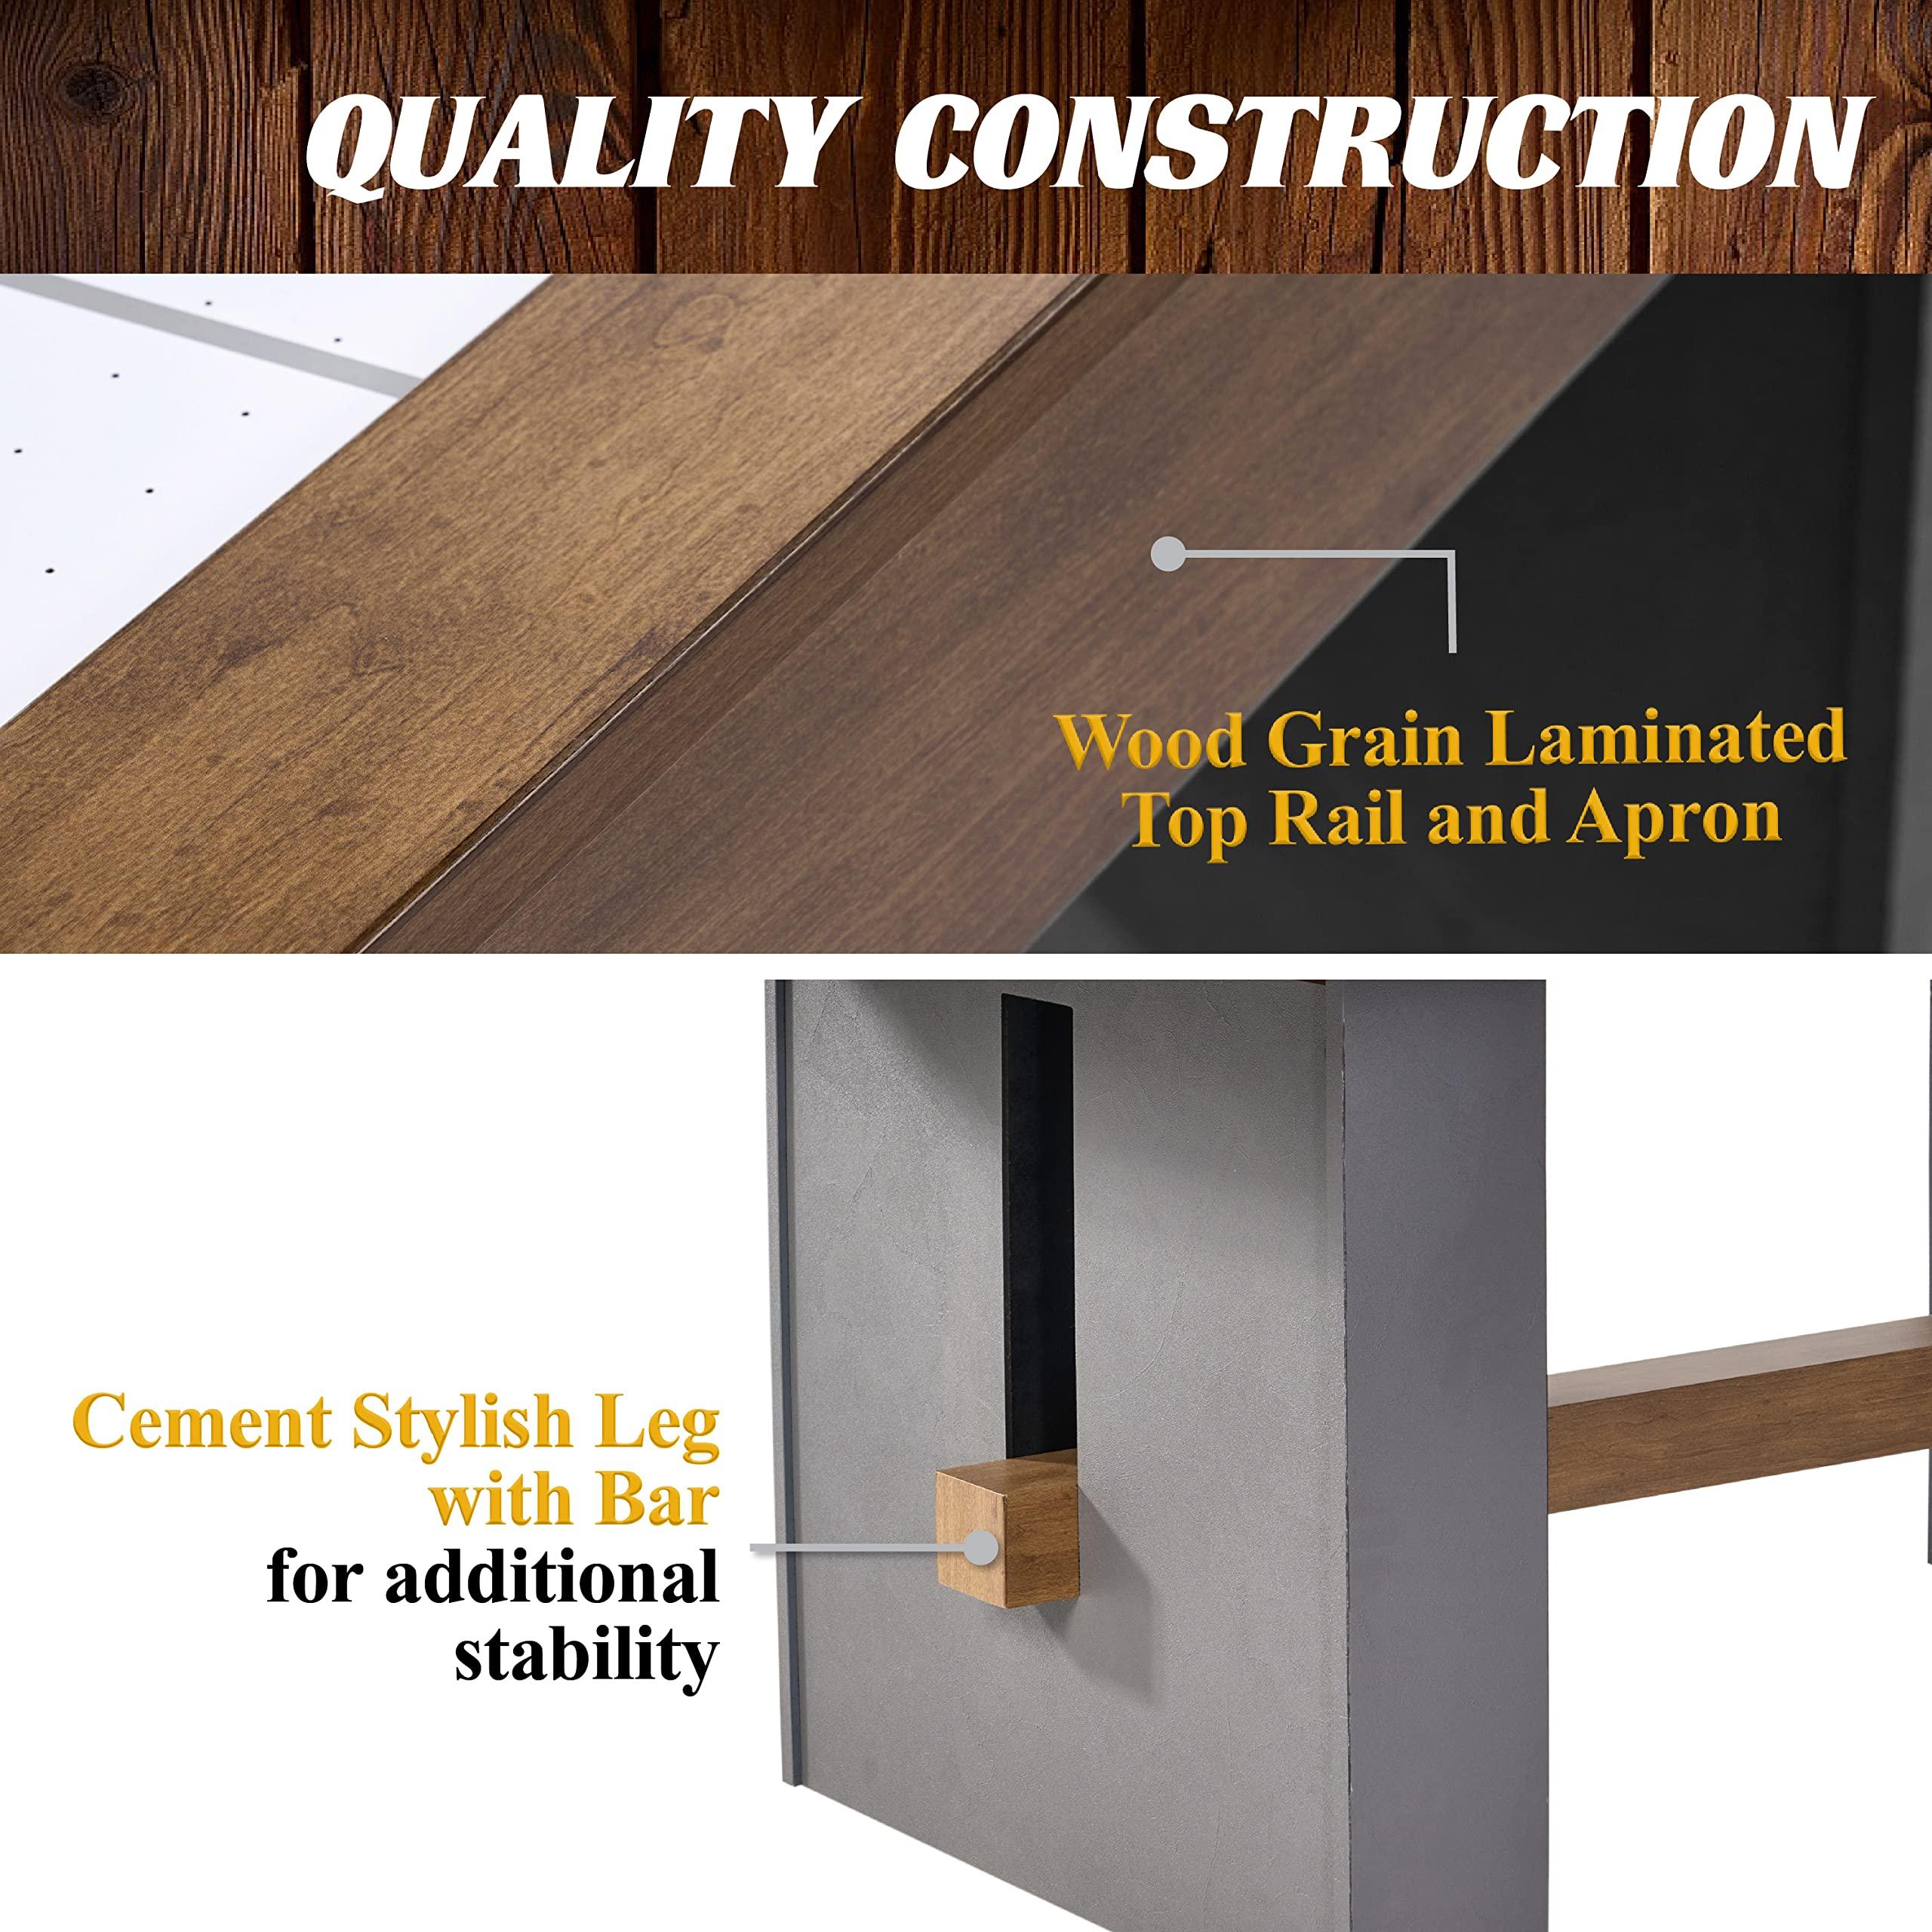 QUALITY CONSTRUCTION
Wood Grain Laminated
Top Rail and Apron
Cement Stylish Leg
with Bar
for additional
stability